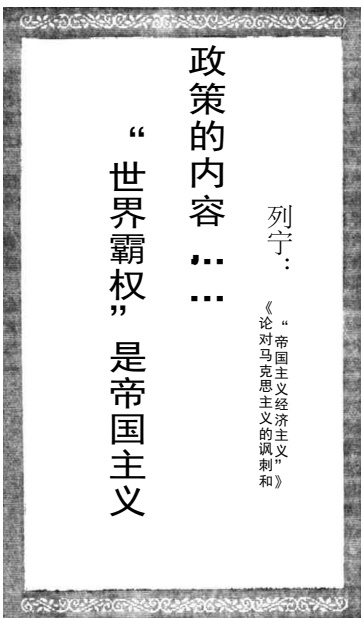 “世界霸权”是帝国主义
政策的内容，……
列宁：
《论对马克思主义的讽刺和
“帝国主义经济主义”》